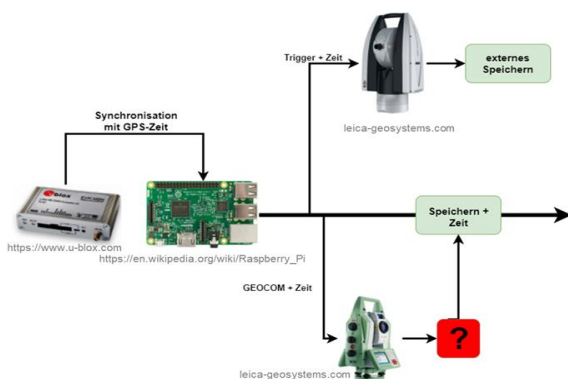 Trigger + Zeit
externes
Speichern
leica-geosystems.com
Synchronisation
mit GPS-Zeit
blox
https://www.u-blox.com
https://en.wikipedia.org/wiki/Raspberry_Pi
Speichern +
Zeit
GEOCOM + Zeit
?
leica-geosystems.com